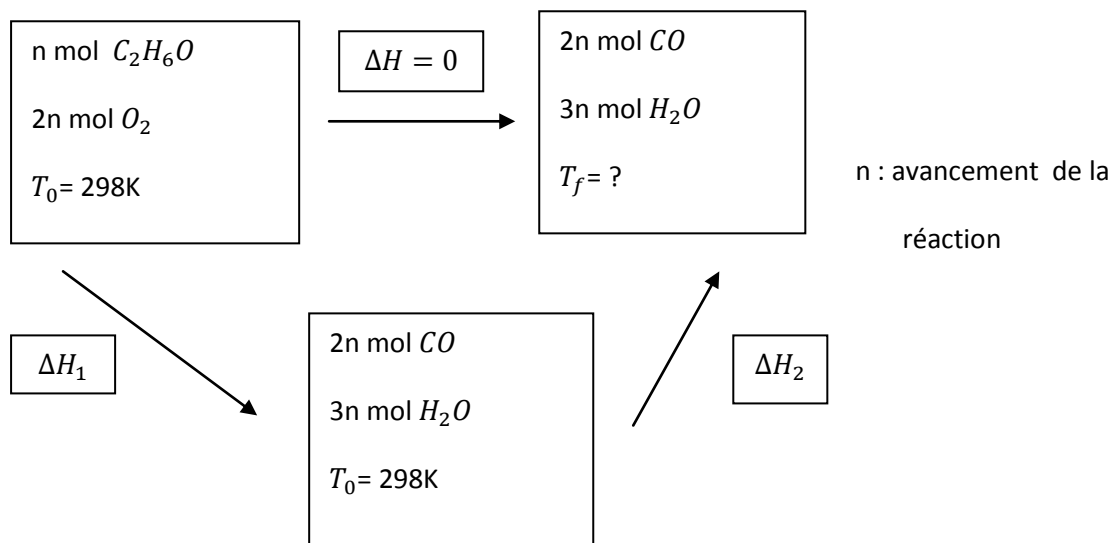 n mol C₂H₆O
2n mol O₂
T₀= 298K
ΔH = 0
2n mol CO
3n mol H₂O
T_f= ?
n : avancement de la
réaction
ΔH₁
2n mol CO
3n mol H₂O
T₀= 298K
ΔH₂